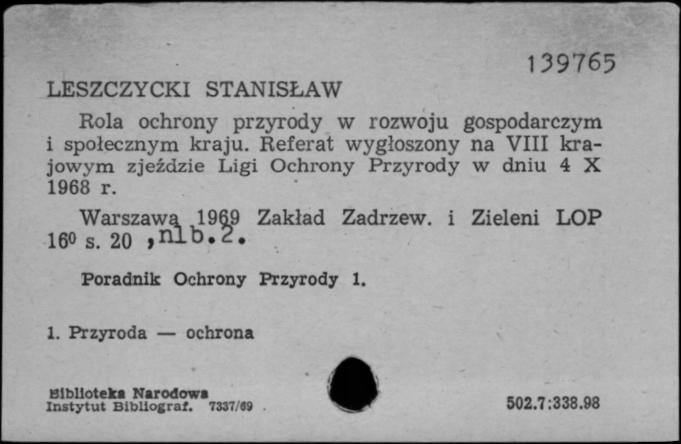 139765
LESZCZYCKI STANISŁAW
Rola ochrony przyrody w rozwoju gospodarczym
i społecznym kraju. Referat wygłoszony na VIII kra-
jowym zjeździe Ligi Ochrony Przyrody w dniu 4 X
1968 r.
Warszawa 1969 Zakład Zadrzew. i Zieleni LOP
16⁰ s. 20 , nlb. 2.
Poradnik Ochrony Przyrody 1.
1. Przyroda — ochrona
Biblioteka Narodowa
Instytut Bibliograf. 7337/69
502.7:338.98